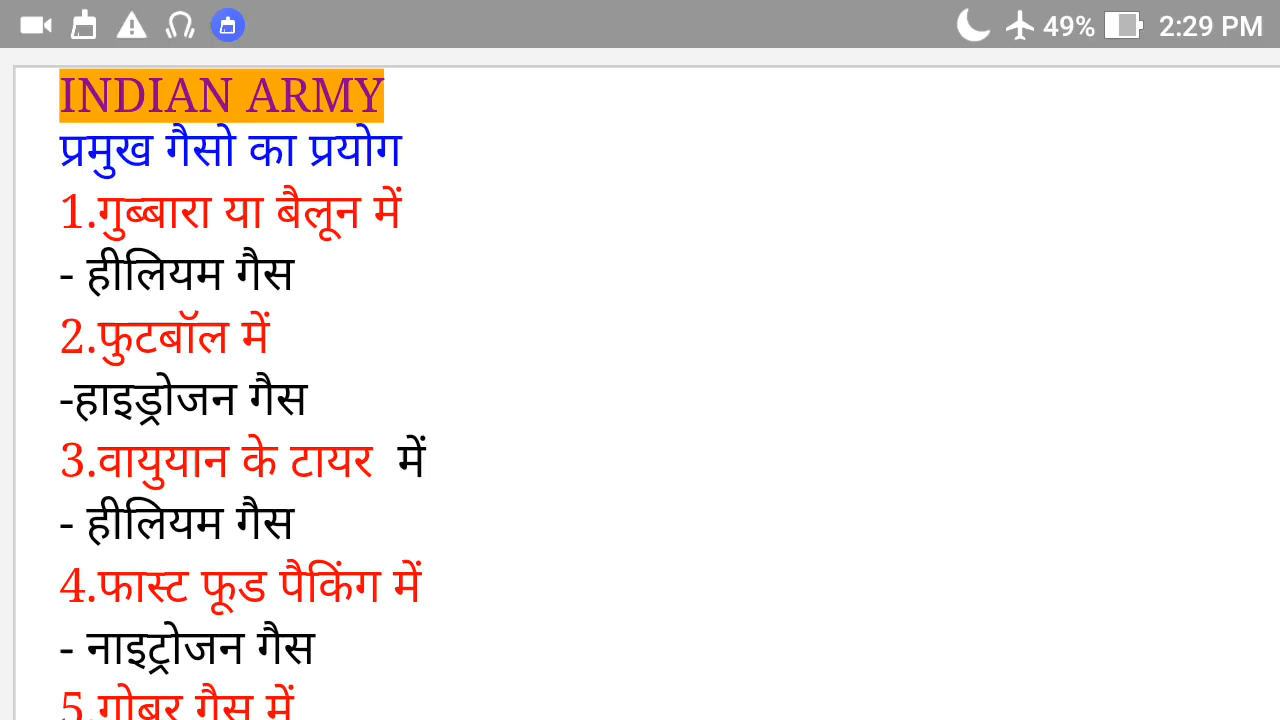 49% 2:29 PM
INDIAN ARMY
प्रमुख गैसो का प्रयोग
1.गुब्बारा या बैलून में
- हीलियम गैस
2.फुटबॉल में
-हाइड्रोजन गैस
3.वायुयान के टायर में
- हीलियम गैस
4.फास्ट फूड पैकिंग में
- नाइट्रोजन गैस
5.गोबर गैस में